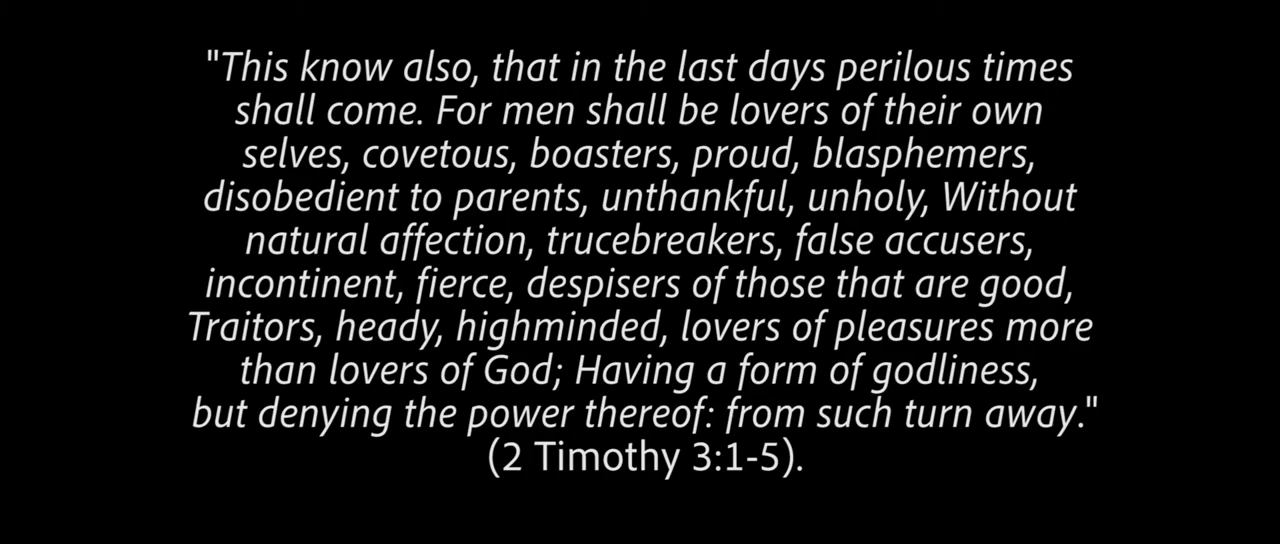 "This know also, that in the last days perilous times
shall come. For men shall be lovers of their own
selves, covetous, boasters, proud, blasphemers,
disobedient to parents, unthankful, unholy, Without
natural affection, trucebreakers, false accusers,
incontinent, fierce, despisers of those that are good,
Traitors, heady, highminded, lovers of pleasures more
than lovers of God; Having a form of godliness,
but denying the power thereof: from such turn away."
(2 Timothy 3:1-5).